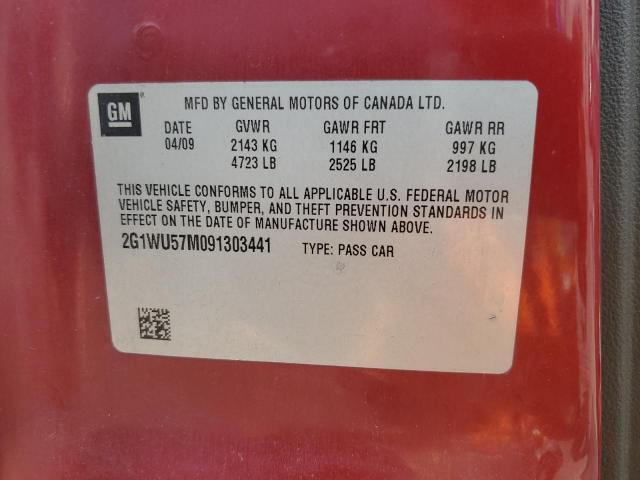 GM
MFD BY GENERAL MOTORS OF CANADA LTD.
DATE GVWR GAWR FRT GAWR RR
04/09 2143 KG 1146 KG 997 KG
4723 LB 2525 LB 2198 LB
THIS VEHICLE CONFORMS TO ALL APPLICABLE U.S. FEDERAL MOTOR
VEHICLE SAFETY, BUMPER, AND THEFT PREVENTION STANDARDS IN
EFFECT ON THE DATE OF MANUFACTURE SHOWN ABOVE.
2G1WU57M091303441 TYPE: PASS CAR